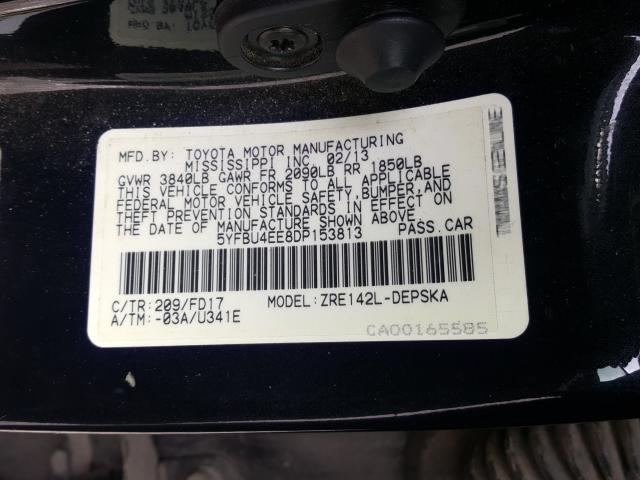 MFD.BY: TOYOTA MOTOR MANUFACTURING
MISSISSIPPI INC. 02/13
GVWR 3840LB GAWR FR 2090LB RR 1850LB
THIS VEHICLE CONFORMS TO ALL APPLICABLE
FEDERAL MOTOR VEHICLE SAFETY,BUMPER,AND
THEFT PREVENTION STANDARDS IN EFFECT ON
THE DATE OF MANUFACTURE SHOWN ABOVE.
5YFBU4EE8DP153813 PASS.CAR
C/TR:209/FD17 MODEL:ZRE142L-DEPSKA
A/TM:-03A/U341E
CA00165585